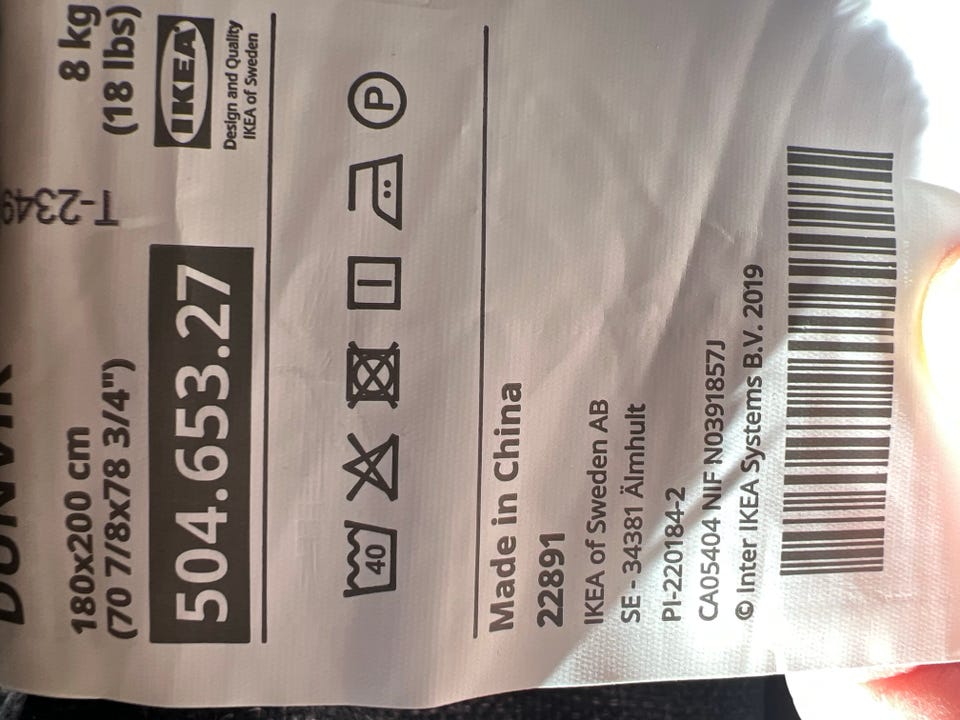 DUNVIK
180x200 cm
(70 7/8x78 3/4")
8 kg
(18 lbs)
T-2349
504.653.27
IKEA
Design and Quality
IKEA of Sweden
40
P
Made in China
22891
IKEA of Sweden AB
SE - 34381 Älmhult
PI-220184-2
CA05404 NIF N0391857J
© Inter IKEA Systems B.V. 2019